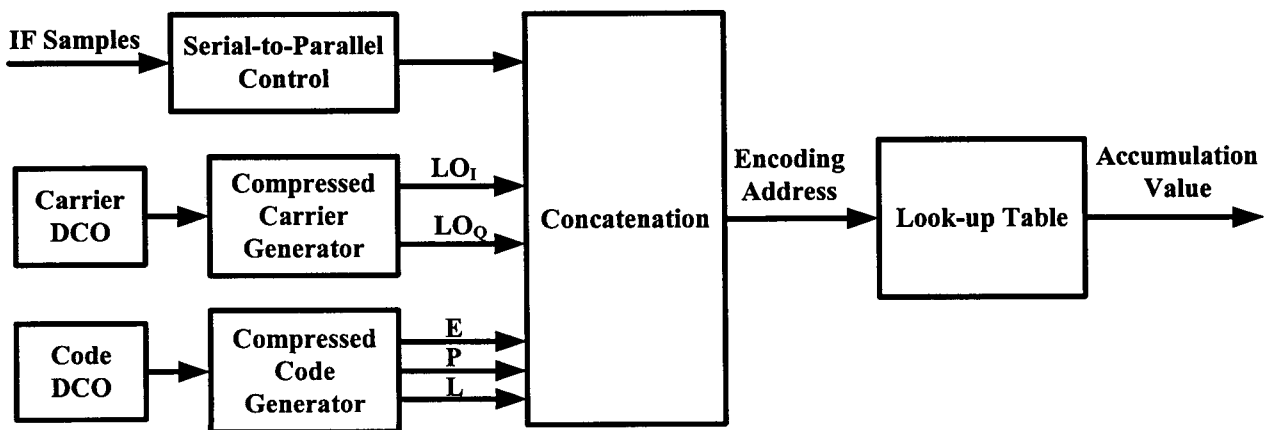 IF Samples
Serial-to-Parallel
Control
Carrier
DCO
Compressed
Carrier
Generator
LOI
LOQ
Code
DCO
Compressed
Code
Generator
E
P
L
Concatenation
Encoding
Address
Look-up Table
Accumulation
Value